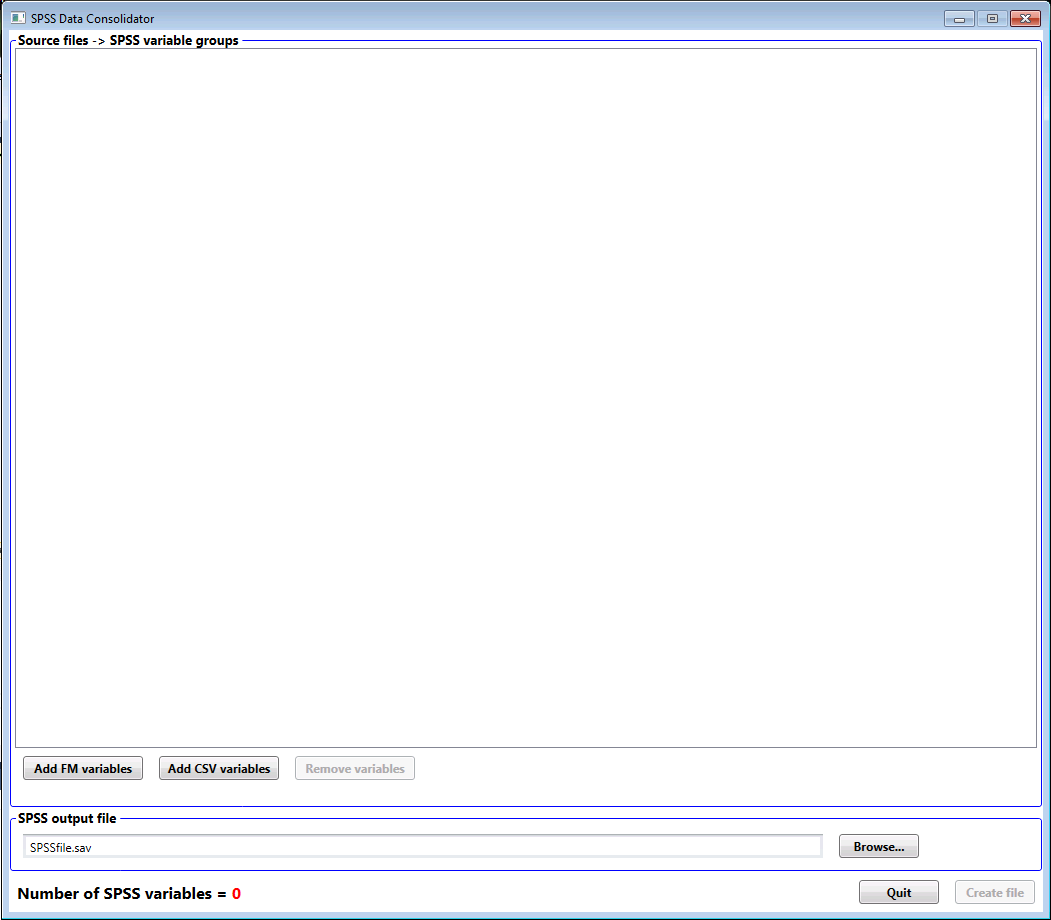 SPSS Data Consolidator
Source files -> SPSS variable groups
Add FM variables Add CSV variables Remove variables
SPSS output file
SPSSfile.sav Browse...
Number of SPSS variables = 0 Quit Create file